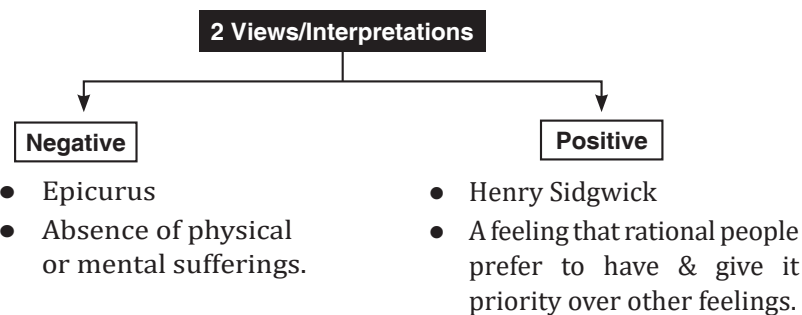 2 Views/Interpretations
Negative
● Epicurus
● Absence of physical
or mental sufferings.
Positive
● Henry Sidgwick
● A feeling that rational people
prefer to have & give it
priority over other feelings.